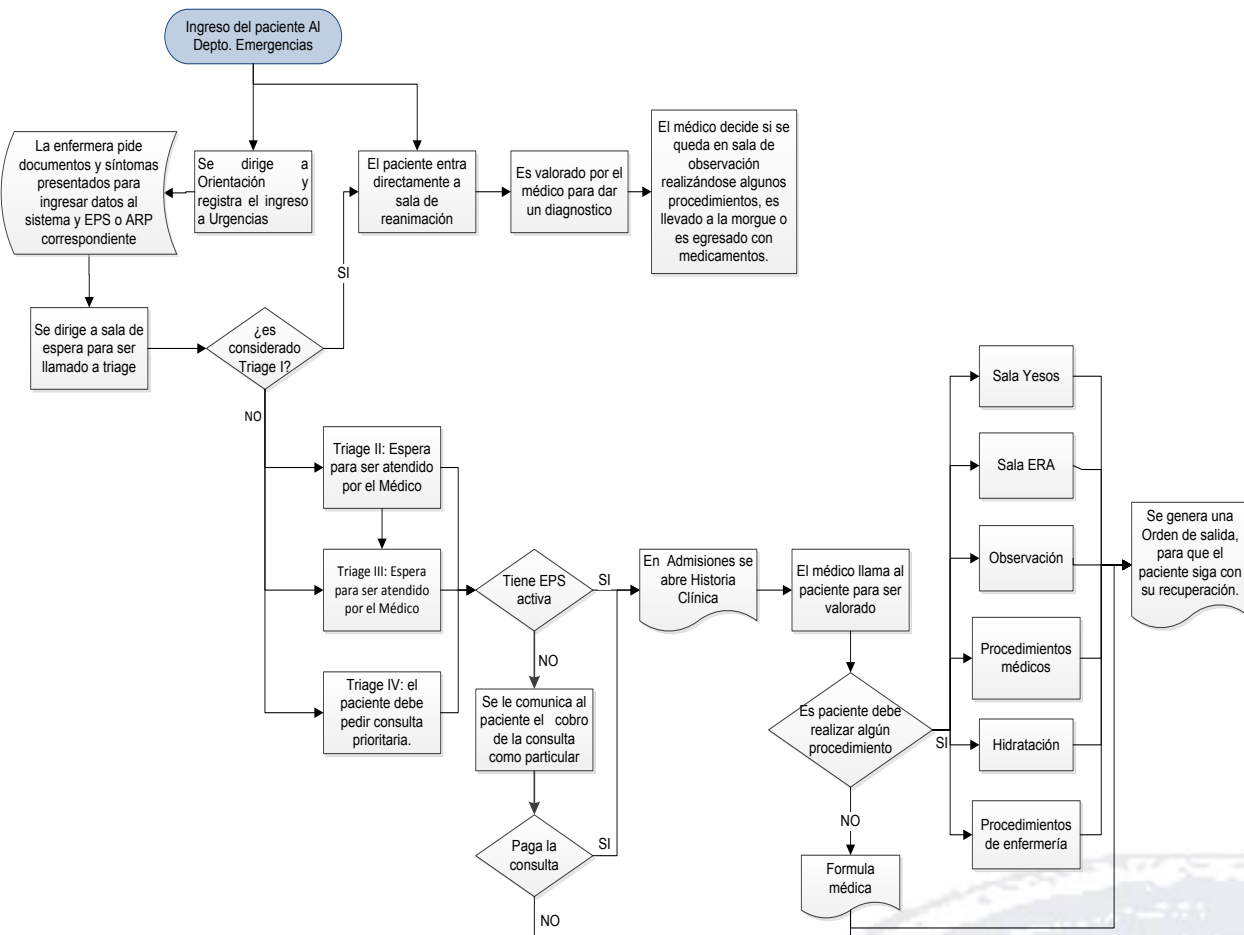 Ingreso del paciente Al
Depto. Emergencias
La enfermera pide
documentos y síntomas
presentados para
ingresar datos al
sistema y EPS o ARP
correspondiente
Se dirige a
Orientación y
registra el ingreso
a Urgencias
El paciente entra
directamente a
sala de
reanimación
Es valorado por el
médico para dar
un diagnostico
El médico decide si se
queda en sala de
observación
realizándose algunos
procedimientos, es
llevado a la morgue o
es egresado con
medicamentos.
SI
Se dirige a sala de
espera para ser
llamado a triage
¿es
considerado
Triage I?
NO
Triage II: Espera
para ser atendido
por el Médico
Triage III: Espera
para ser atendido
por el Médico
Triage IV: el
paciente debe
pedir consulta
prioritaria.
Tiene EPS
activa
SI
NO
Se le comunica al
paciente el cobro
de la consulta
como particular
Paga la
consulta
SI
NO
En Admisiones se
abre Historia
Clínica
El médico llama al
paciente para ser
valorado
Es paciente debe
realizar algún
procedimiento
SI
NO
Formula
médica
Sala Yesos
Sala ERA
Observación
Procedimientos
médicos
Hidratación
Procedimientos
de enfermería
Se genera una
Orden de salida,
para que el
paciente siga con
su recuperación.